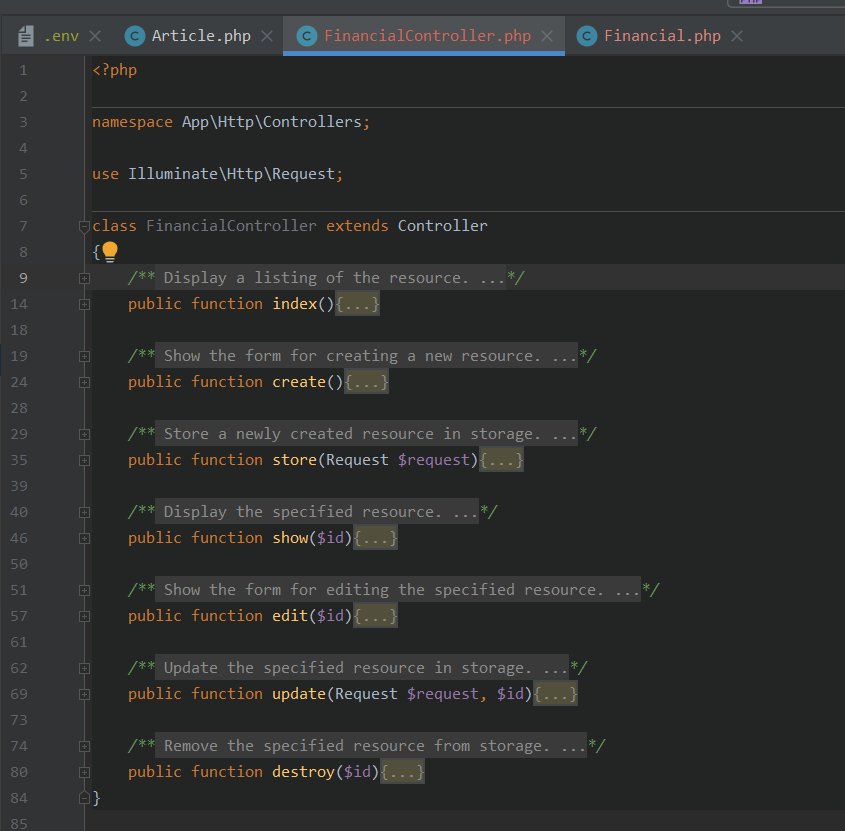 .env
C Article.php
C FinancialController.php
C Financial.php
1 <?php
2
3 namespace App\Http\Controllers;
4
5 use Illuminate\Http\Request;
6
7 class FinancialController extends Controller
8 {
9 /** Display a listing of the resource. ...*/
14 public function index(){...}
18
19 /** Show the form for creating a new resource. ...*/
24 public function create(){...}
28
29 /** Store a newly created resource in storage. ...*/
35 public function store(Request $request){...}
39
40 /** Display the specified resource. ...*/
46 public function show($id){...}
50
51 /** Show the form for editing the specified resource. ...*/
57 public function edit($id){...}
61
62 /** Update the specified resource in storage. ...*/
69 public function update(Request $request, $id){...}
73
74 /** Remove the specified resource from storage. ...*/
80 public function destroy($id){...}
84 }
85